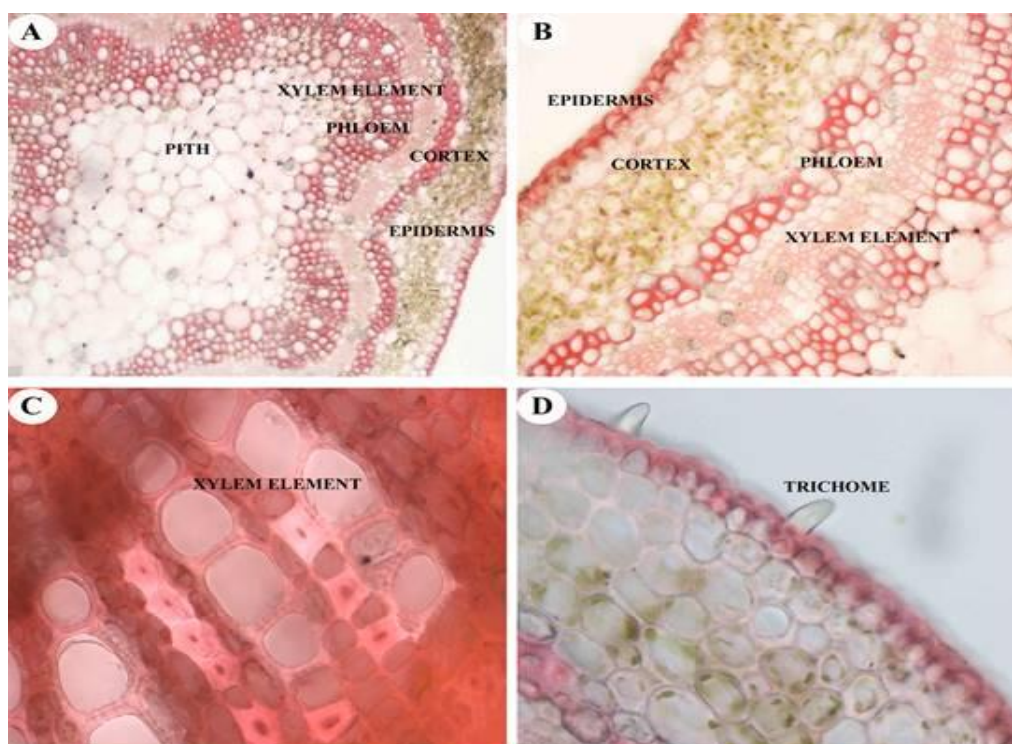 A
XYLEM ELEMENT
PHLOEM
PITH
CORTEX
EPIDERMIS
B
EPIDERMIS
CORTEX
PHLOEM
XYLEM ELEMENT
C
XYLEM ELEMENT
D
TRICHOME